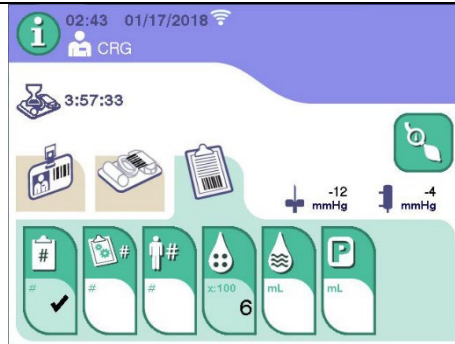 i 02:43 01/17/2018
CRG
3:57:33
-12 mmHg
-4 mmHg
# # # P
# # # x:100 mL mL
6